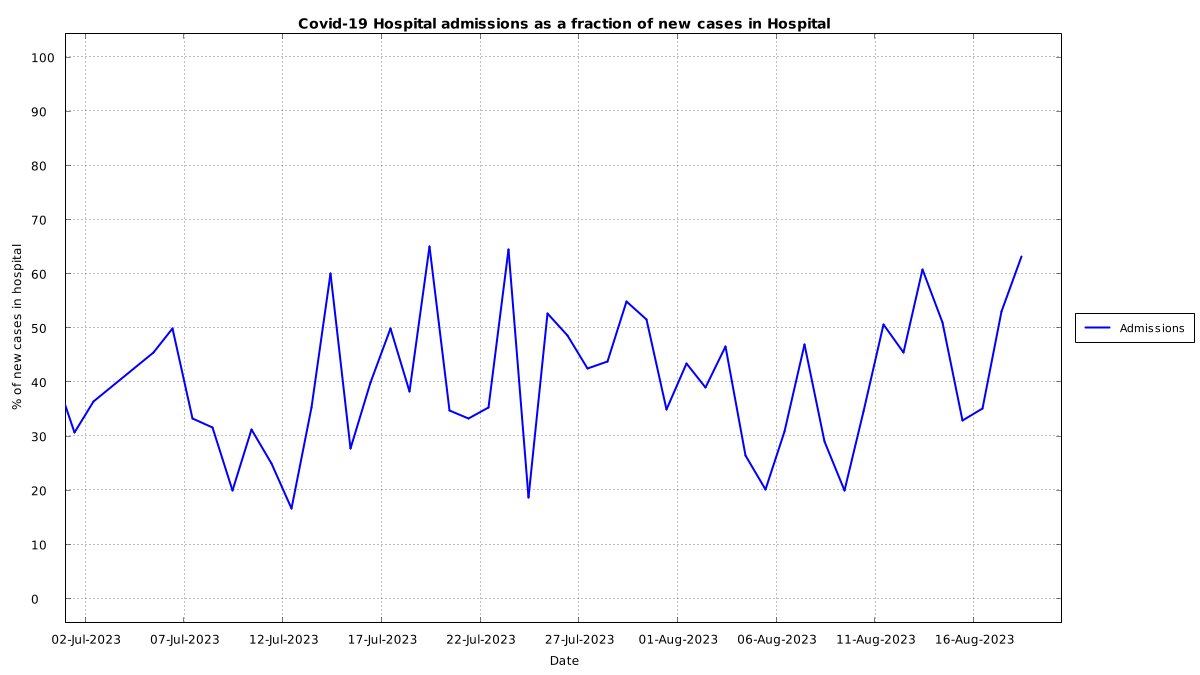 Covid-19 Hospital admissions as a fraction of new cases in Hospital
% of new cases in hospital
100
90
80
70
60
50
40
30
20
10
0
02-Jul-2023 07-Jul-2023 12-Jul-2023 17-Jul-2023 22-Jul-2023 27-Jul-2023 01-Aug-2023 06-Aug-2023 11-Aug-2023 16-Aug-2023
Date
Admissions